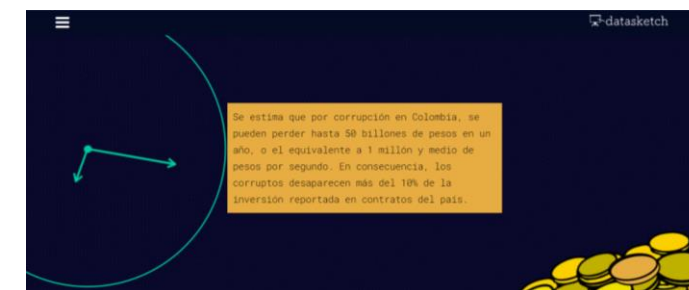 datasketch
Se estima que por corrupción en Colombia, se
pueden perder hasta 50 billones de pesos en un
año, o el equivalente a 1 millón y medio de
pesos por segundo. En consecuencia, los
corruptos desaparecen más del 10% de la
inversión reportada en contratos del país.